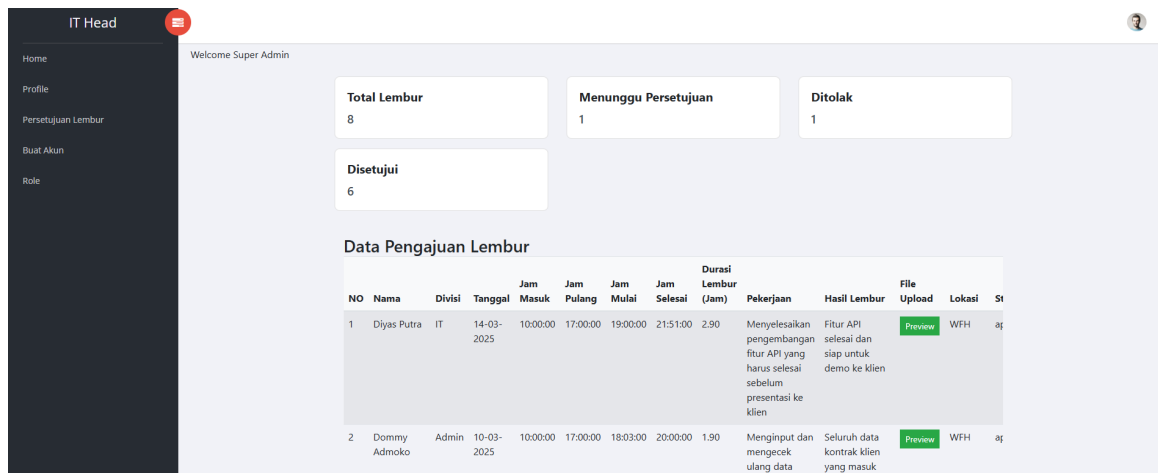 IT Head
Home
Profile
Persetujuan Lembur
Buat Akun
Role
Welcome Super Admin
Total Lembur
8
Menunggu Persetujuan
1
Ditolak
1
Disetujui
6
Data Pengajuan Lembur
NO Nama Divisi Tanggal Jam Masuk Jam Pulang Jam Mulai Jam Selesai Durasi Lembur (Jam) Pekerjaan Hasil Lembur File Upload Lokasi
1 Diyas Putra IT 14-03-2025 10:00:00 17:00:00 19:00:00 21:51:00 2.90 Menyelesaikan pengembangan fitur API yang harus selesai sebelum presentasi ke klien Fitur API selesai dan siap untuk demo ke klien Preview WFH
2 Dommy Admoko Admin 10-03-2025 10:00:00 17:00:00 18:03:00 20:00:00 1.90 Menginput dan mengecek ulang data Seluruh data kontrak klien yang masuk Preview WFH